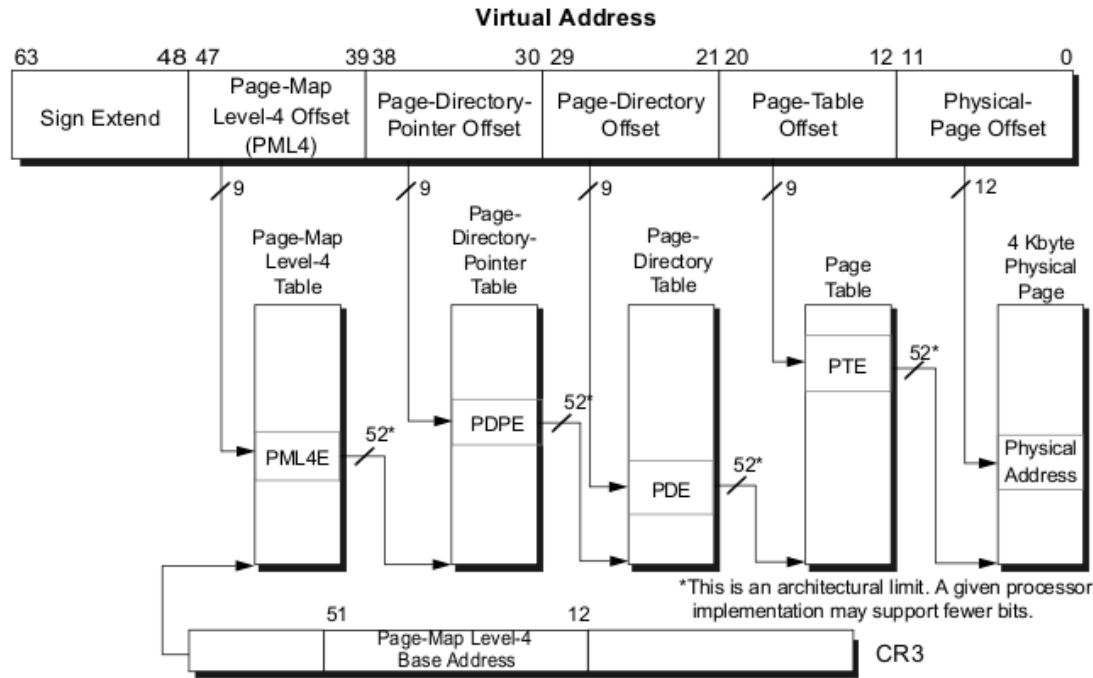 Virtual Address
63 48 47 39 38 30 29 21 20 12 11 0
Sign Extend
Page-Map
Level-4 Offset
(PML4)
Page-Directory-
Pointer Offset
Page-Directory
Offset
Page-Table
Offset
Physical-
Page Offset
9 9 9 9 12
Page-Map
Level-4
Table
Page-
Directory-
Pointer
Table
Page-
Directory
Table
Page
Table
4 Kbyte
Physical
Page
PML4E
52*
PDPE
52*
PDE
52*
PTE
52*
Physical
Address
*This is an architectural limit. A given processor
implementation may support fewer bits.
51 12
Page-Map Level-4
Base Address
CR3